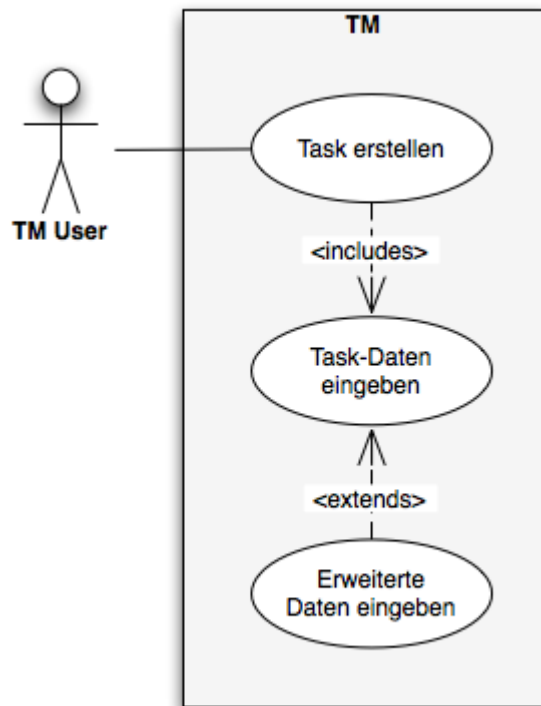 TM
Task erstellen
TM User
<includes>
Task-Daten
eingeben
<extends>
Erweiterte
Daten eingeben